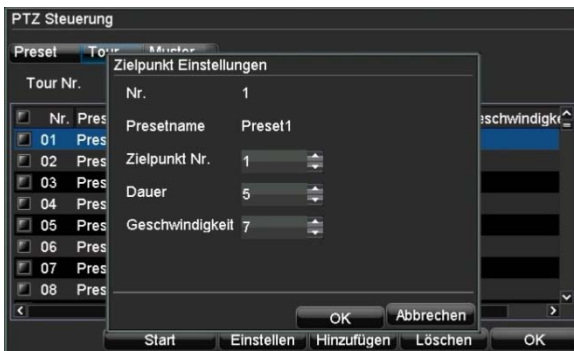 PTZ Steuerung
Preset Tour Muster
Zielpunkt Einstellungen
Tour Nr.
Nr. 1
Presetname Preset1
Zielpunkt Nr. 1
Dauer 5
Geschwindigkeit 7
OK Abbrechen
Nr. Pres eschwindigke
01 Pres
02 Pres
03 Pres
04 Pres
05 Pres
06 Pres
07 Pres
08 Pres
Start Einstellen Hinzufügen Löschen OK